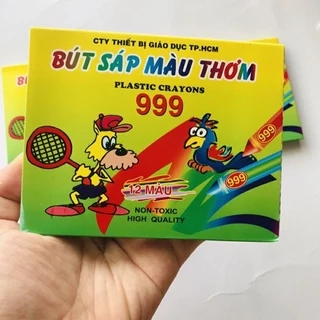 CTY THIẾT BỊ GIÁO DỤC TP.HCM
BÚT SÁP MÀU THƠM
PLASTIC CRAYONS
999
999
999
12 MÀU
NON-TOXIC
HIGH QUALITY